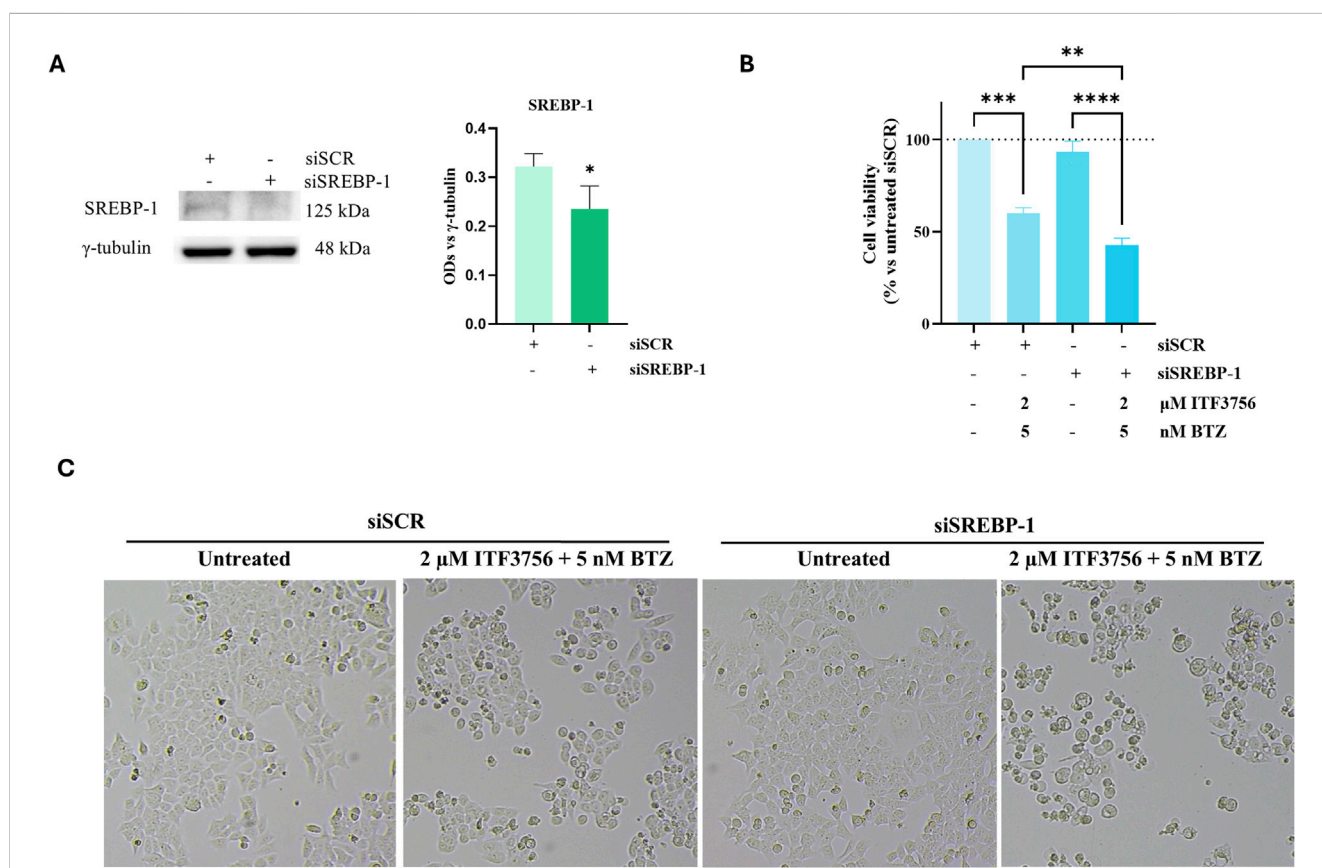 A
+ - siSCR
- + siSREBP-1
SREBP-1 125 kDa
γ-tubulin 48 kDa
SREBP-1
ODs vs γ-tubulin
0.4
0.3
0.2
0.1
0.0
*
+ - siSCR
- + siSREBP-1
B
**
*** ****
Cell viability
(% vs untreated siSCR)
100
50
0
+ + - - siSCR
- - + + siSREBP-1
- 2 - 2 μM ITF3756
- 5 - 5 nM BTZ
C
siSCR siSREBP-1
Untreated 2 μM ITF3756 + 5 nM BTZ Untreated 2 μM ITF3756 + 5 nM BTZ